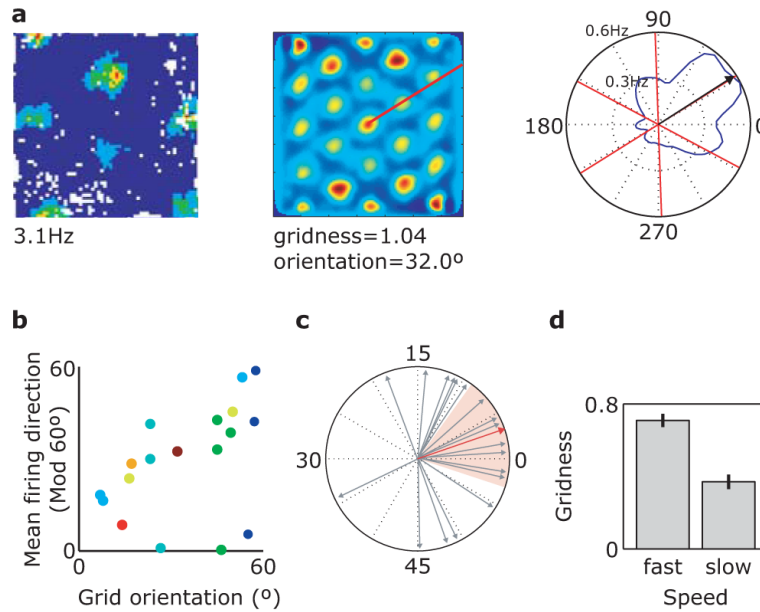 a
3.1Hz
gridness=1.04
orientation=32.0º
0.6Hz
90
0.3Hz
180
0
270
b
60
Mean firing direction
(Mod 60º)
0
0
60
Grid orientation (º)
c
15
30
0
45
d
0.8
Gridness
0
fast slow
Speed